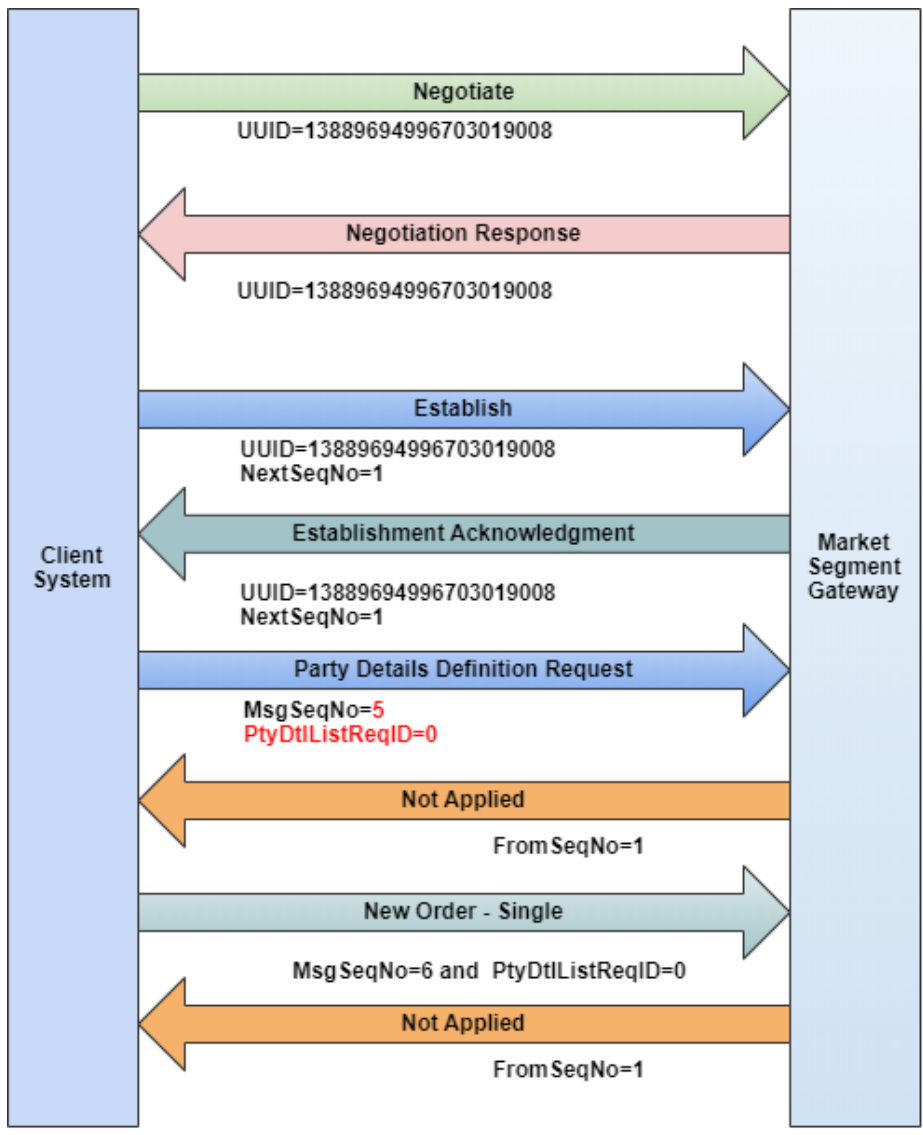 Negotiate
UUID=13889694996703019008
Negotiation Response
UUID=13889694996703019008
Establish
UUID=13889694996703019008
NextSeqNo=1
Establishment Acknowledgment
Client
System
Market
Segment
Gateway
UUID=13889694996703019008
NextSeqNo=1
Party Details Definition Request
MsgSeqNo=5
PtyDtlListReqID=0
Not Applied
FromSeqNo=1
New Order - Single
MsgSeqNo=6 and PtyDtlListReqID=0
Not Applied
FromSeqNo=1